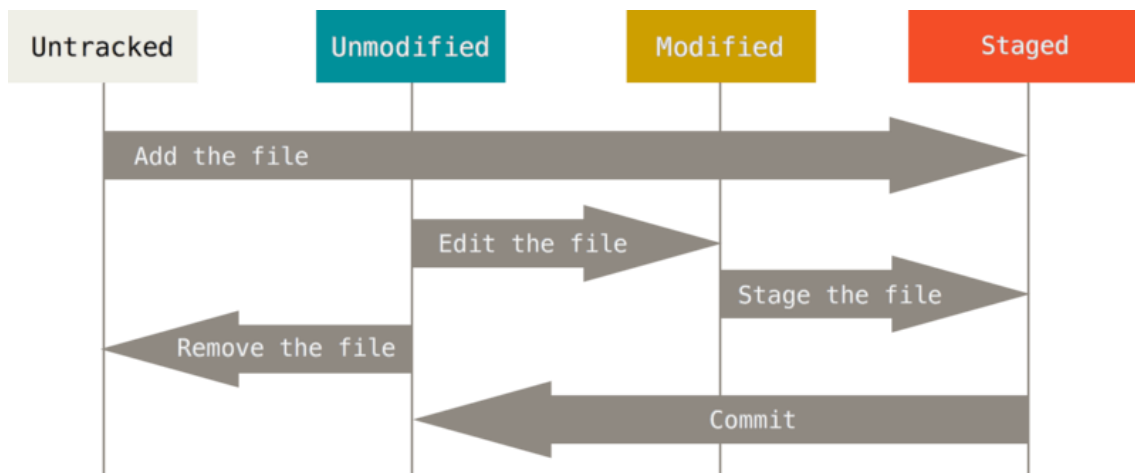 Untracked
Unmodified
Modified
Staged
Add the file
Edit the file
Stage the file
Remove the file
Commit